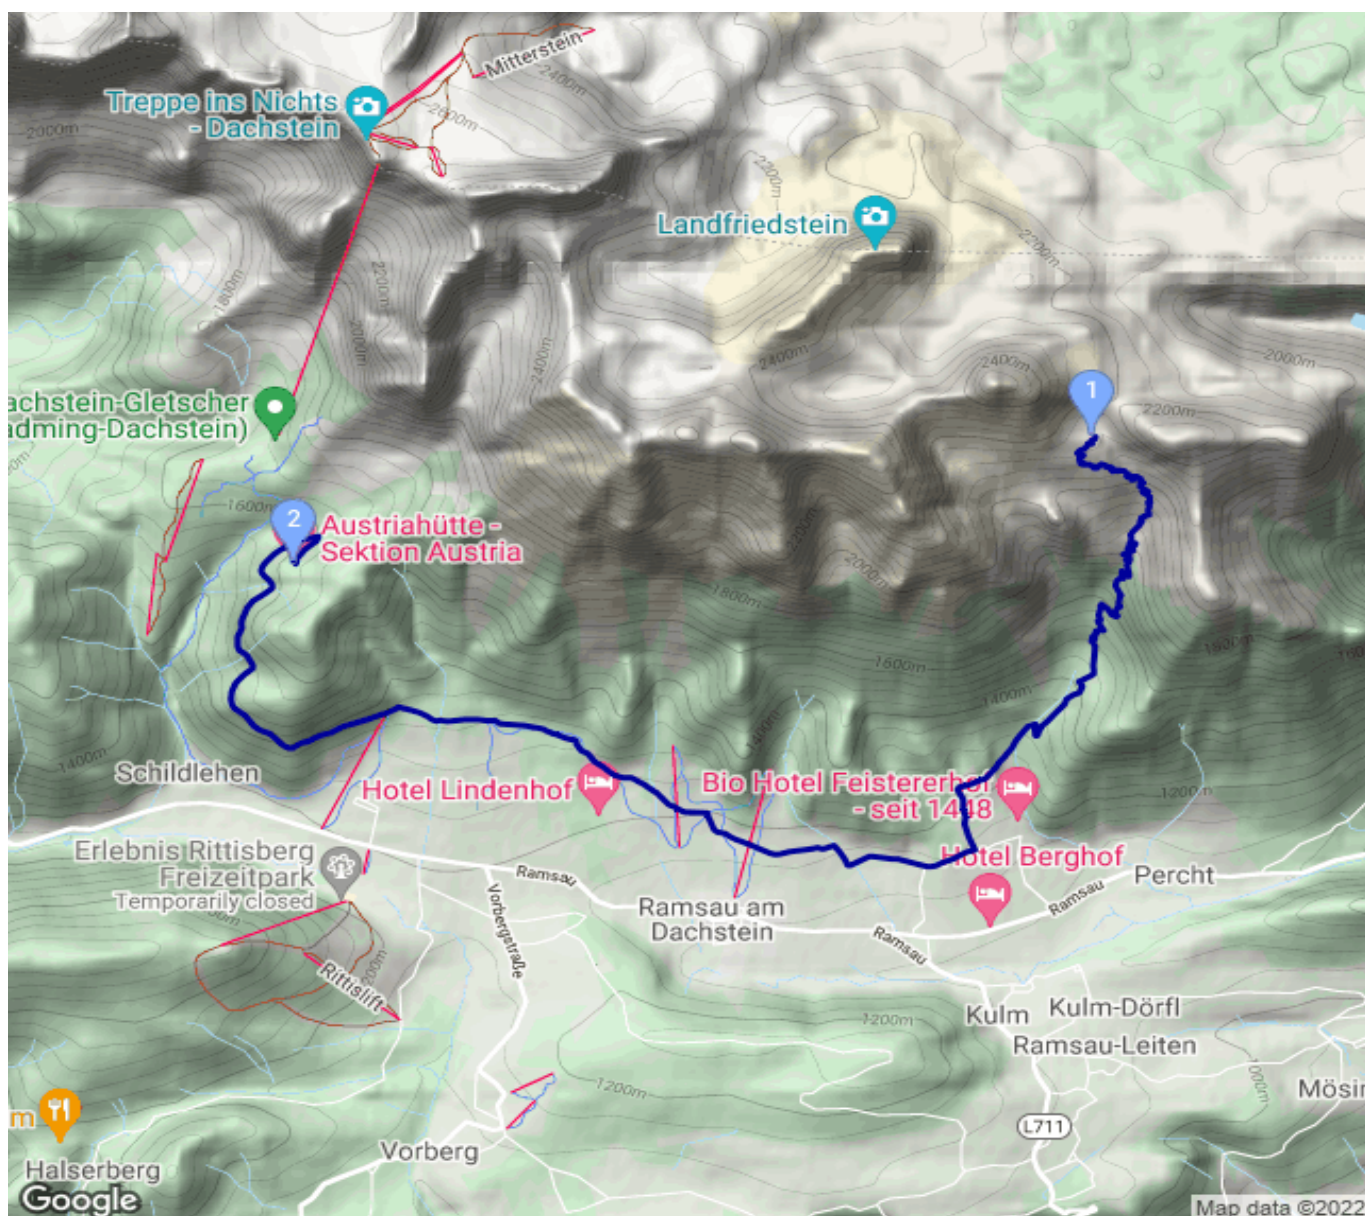 Mitterstein
2400m
Treppe ins Nichts
- Dachstein
2600m
2000m
2200m
Landfriedstein
2200m
1800m
2200m
2000m
2400m
2400m
2400m
2000m
1
2200m
achstein-Gletscher
adming-Dachstein)
1600m
2
Austriahütte -
Sektion Austria
2000m
1800m
1600m
1800m
1400m
1400m
1400m
Schildlehen
Hotel Lindenhof
Bio Hotel Feistererhof
- seit 1448
Erlebnis Rittisberg
Freizeitpark
Temporarily closed
Ramsau
Hotel Berghof
Percht
Ramsau
Vorbergstraße
Ramsau am
Dachstein
Ramsau
Rittislift
1200m
Kulm
Kulm-Dörfl
Ramsau-Leiten
1200m
1000m
Mösin
m
L711
Vorberg
Halserberg
Google
Map data ©2022